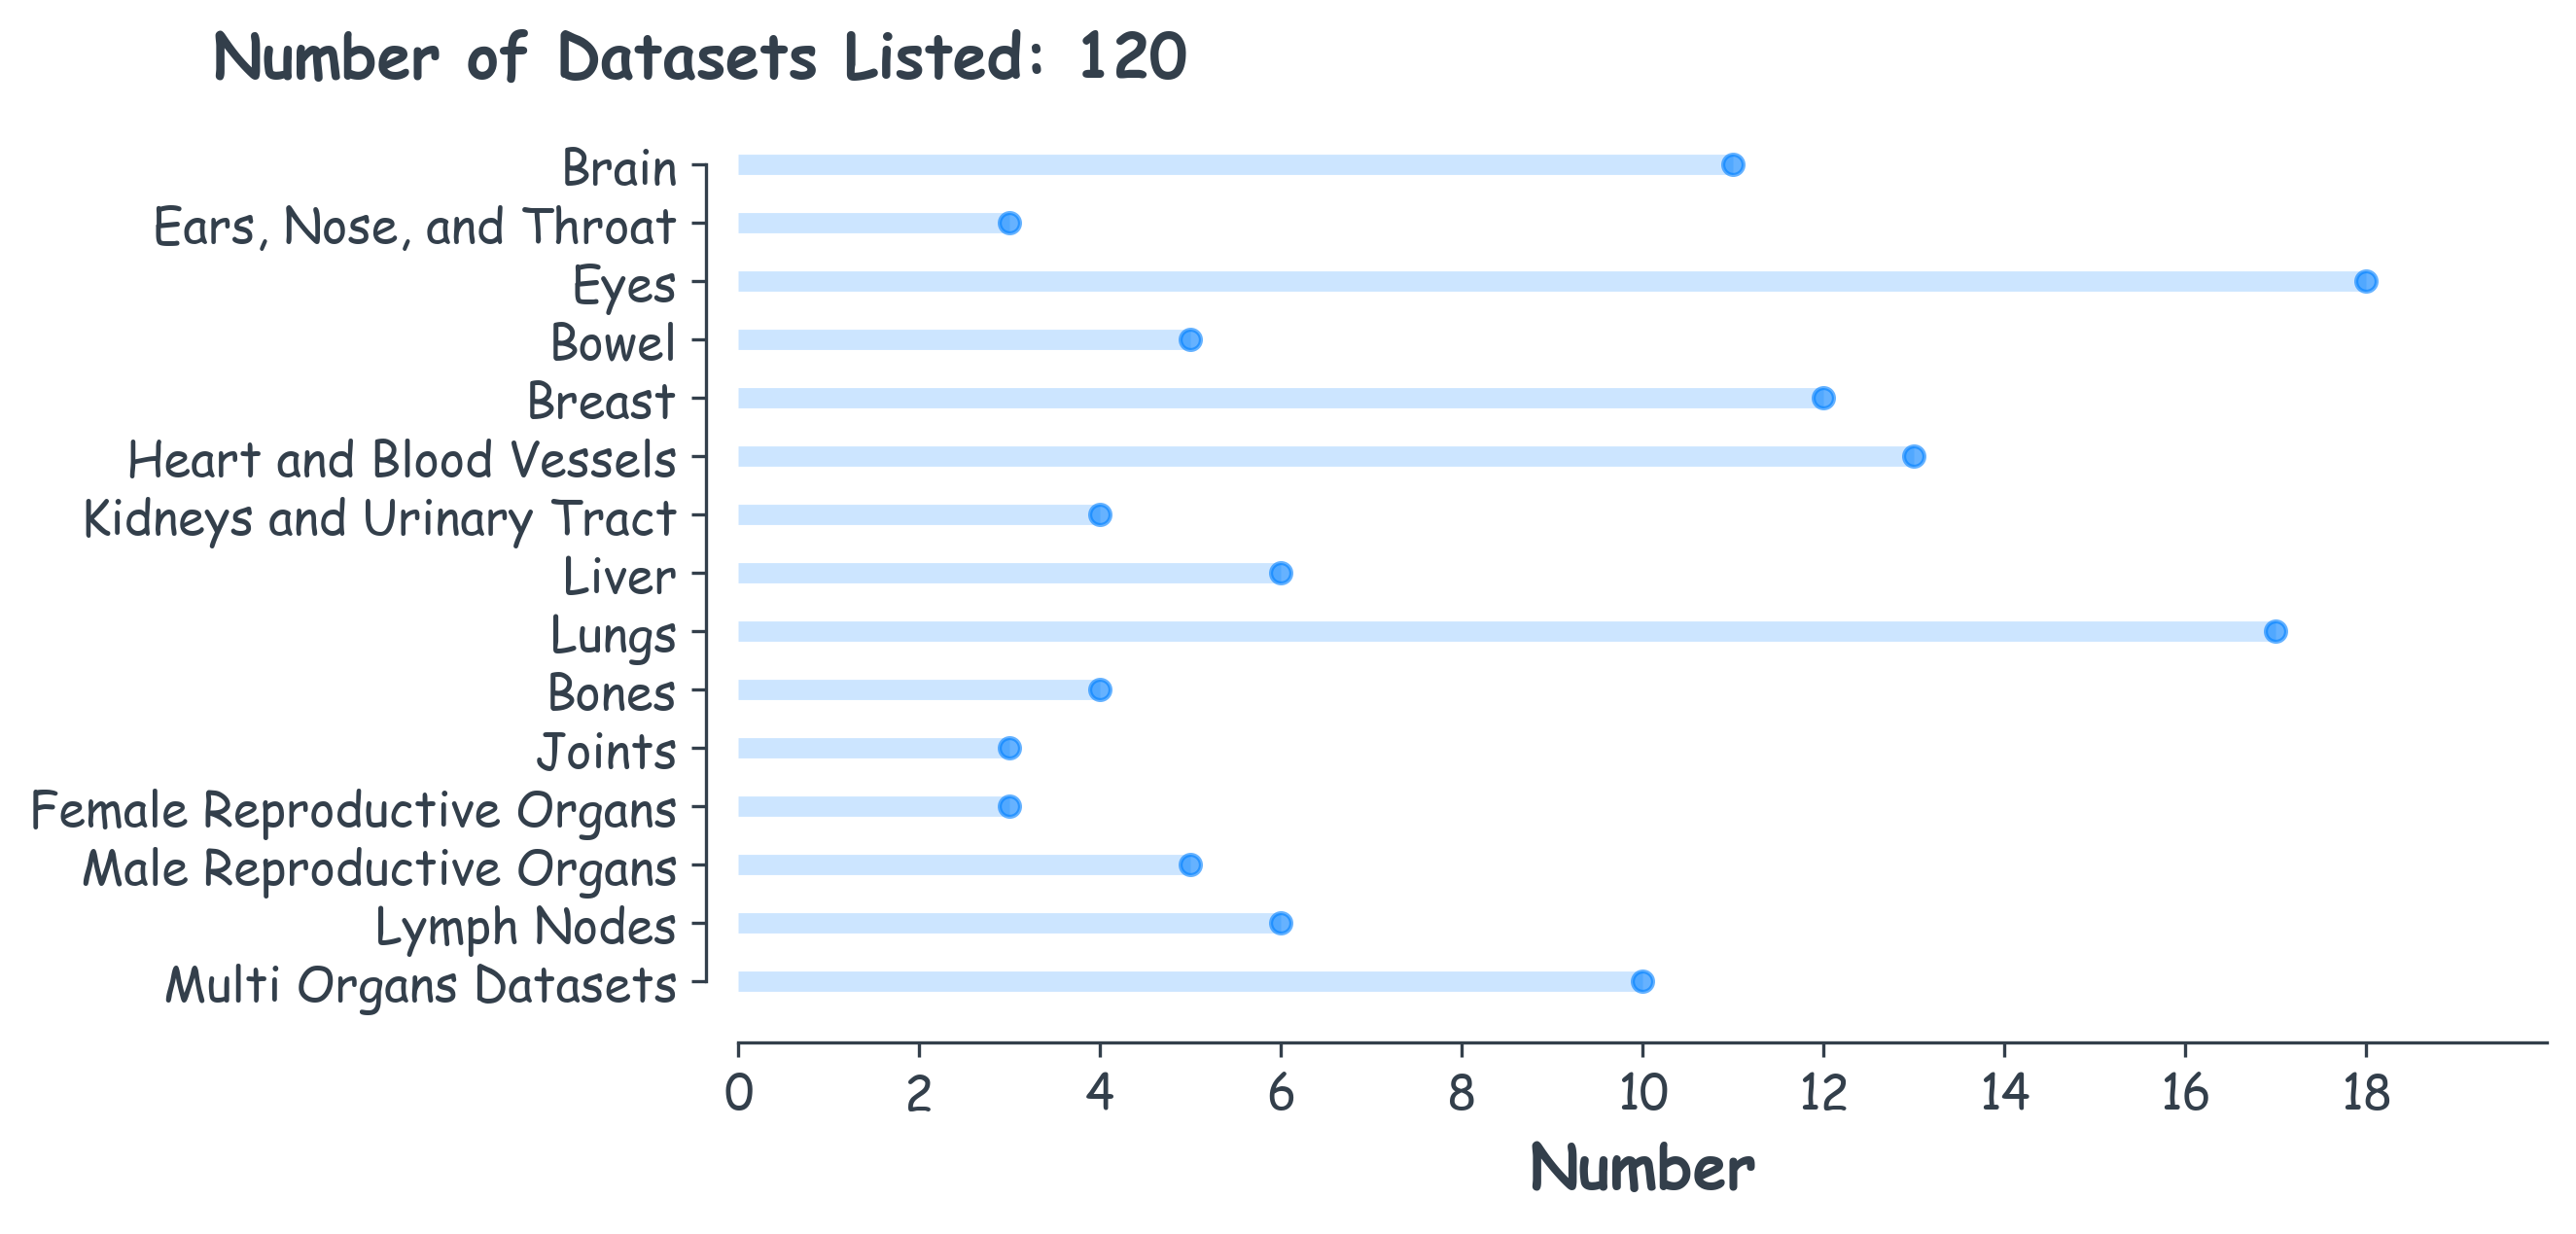 Number of Datasets Listed: 120
Brain
Ears, Nose, and Throat
Eyes
Bowel
Breast
Heart and Blood Vessels
Kidneys and Urinary Tract
Liver
Lungs
Bones
Joints
Female Reproductive Organs
Male Reproductive Organs
Lymph Nodes
Multi Organs Datasets
0 2 4 6 8 10 12 14 16 18
Number